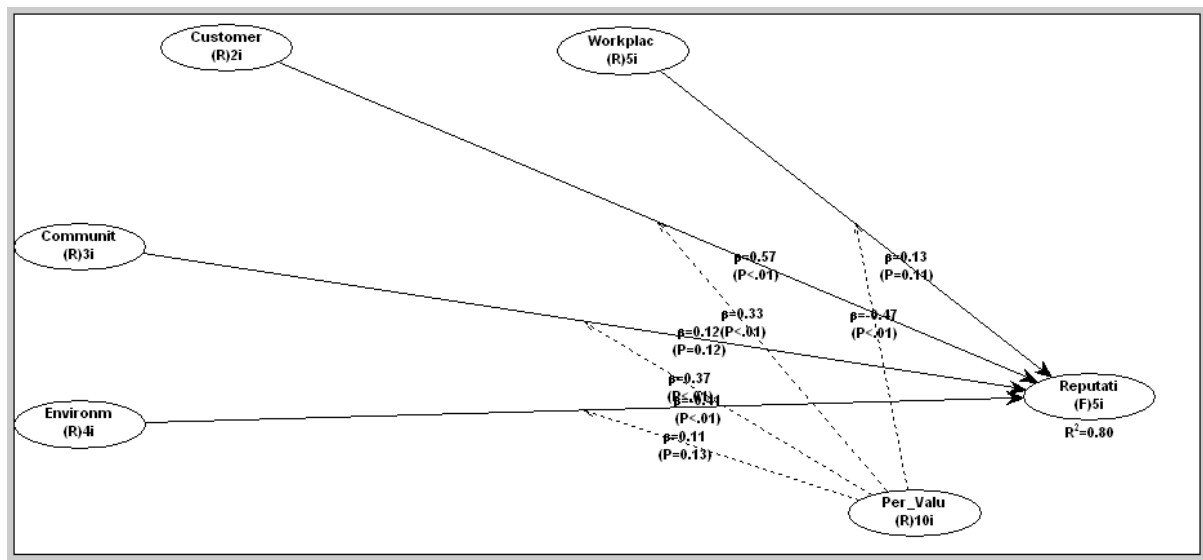 Customer
(R)2i
Workplac
(R)5i
Communit
(R)3i
β=0.57
(P<.01)
β=0.13
(P=0.11)
β=0.33
(P<.01)
β=-0.47
(P<.01)
β=0.12
(P=0.12)
β=0.37
(P<.01)
(P<.01)
Environm
(R)4i
Reputati
(F)5i
R²=0.80
β=0.11
(P=0.13)
Per_Valu
(R)10i